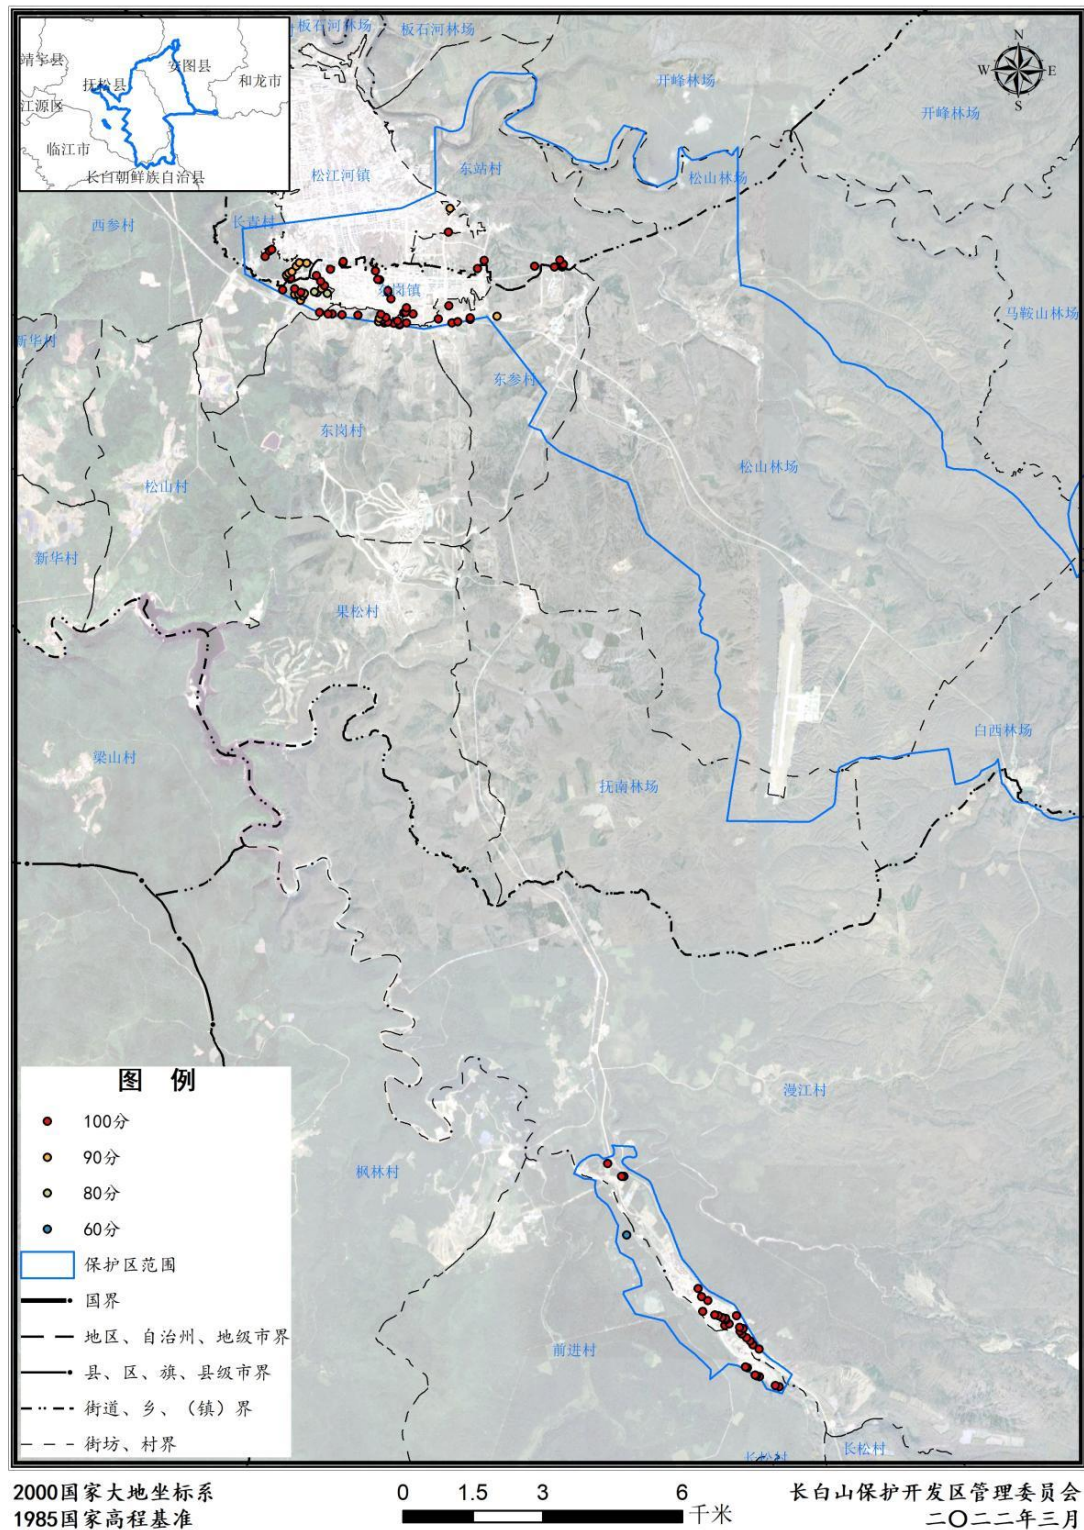 板石河林场
板石河林场
靖宇县
安图县
抚松县
和龙市
江源区
临江市
长白朝鲜族自治县
N
W
E
S
开峰林场
开峰林场
东站村
松江河镇
松山林场
长青村
西参村
岗镇
马鞍山林场
新华村
东参村
东岗村
松山林场
松山村
新华村
果松村
白西林场
梁山村
抚南林场
漫江村
枫林村
前进村
长松村
长松村
图 例
100分
90分
80分
60分
保护区范围
国界
地区、自治州、地级市界
县、区、旗、县级市界
街道、乡、（镇）界
街坊、村界
2000国家大地坐标系
1985国家高程基准
0 1.5 3 6
千米
长白山保护开发区管理委员会
二〇二二年三月